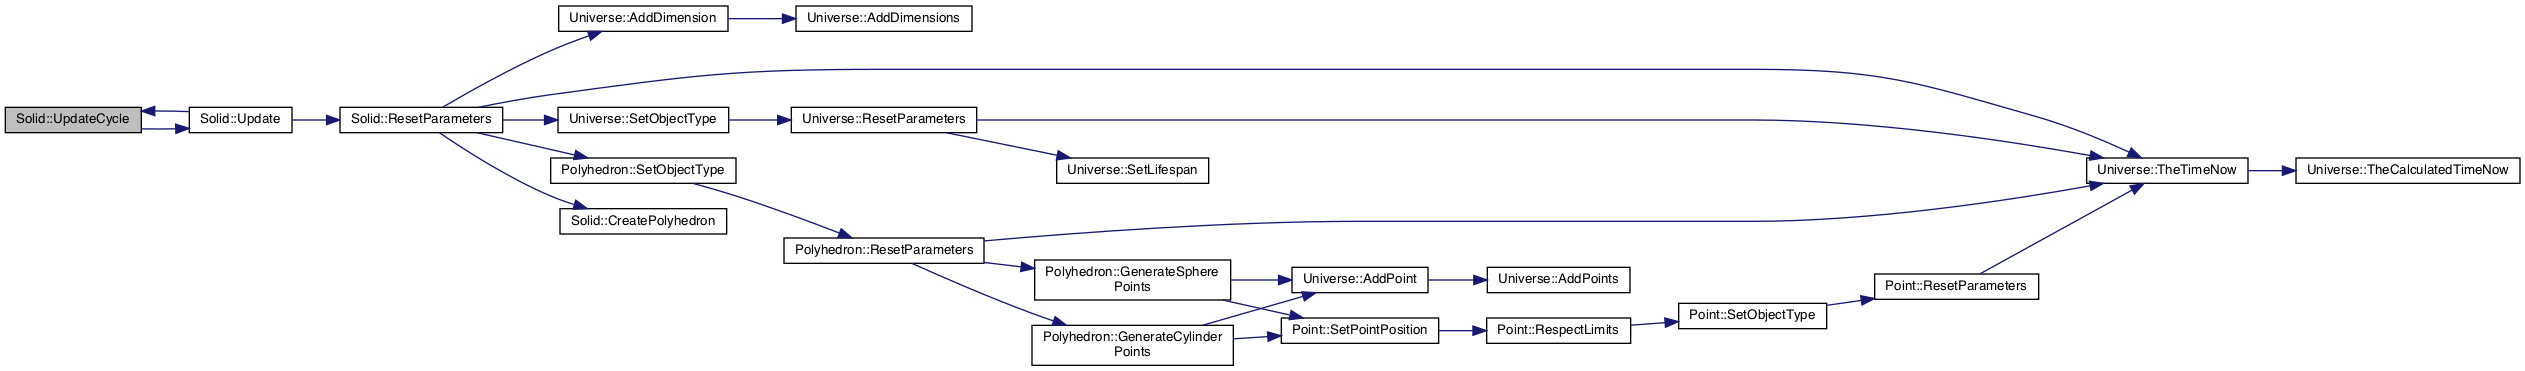 Universe::AddDimension
Universe::AddDimensions
Solid::UpdateCycle
Solid::Update
Solid::ResetParameters
Universe::SetObjectType
Universe::ResetParameters
Polyhedron::SetObjectType
Universe::SetLifespan
Universe::TheTimeNow
Universe::TheCalculatedTimeNow
Solid::CreatePolyhedron
Polyhedron::ResetParameters
Polyhedron::GenerateSphere
Points
Universe::AddPoint
Universe::AddPoints
Point::ResetParameters
Polyhedron::GenerateCylinder
Points
Point::SetPointPosition
Point::RespectLimits
Point::SetObjectType